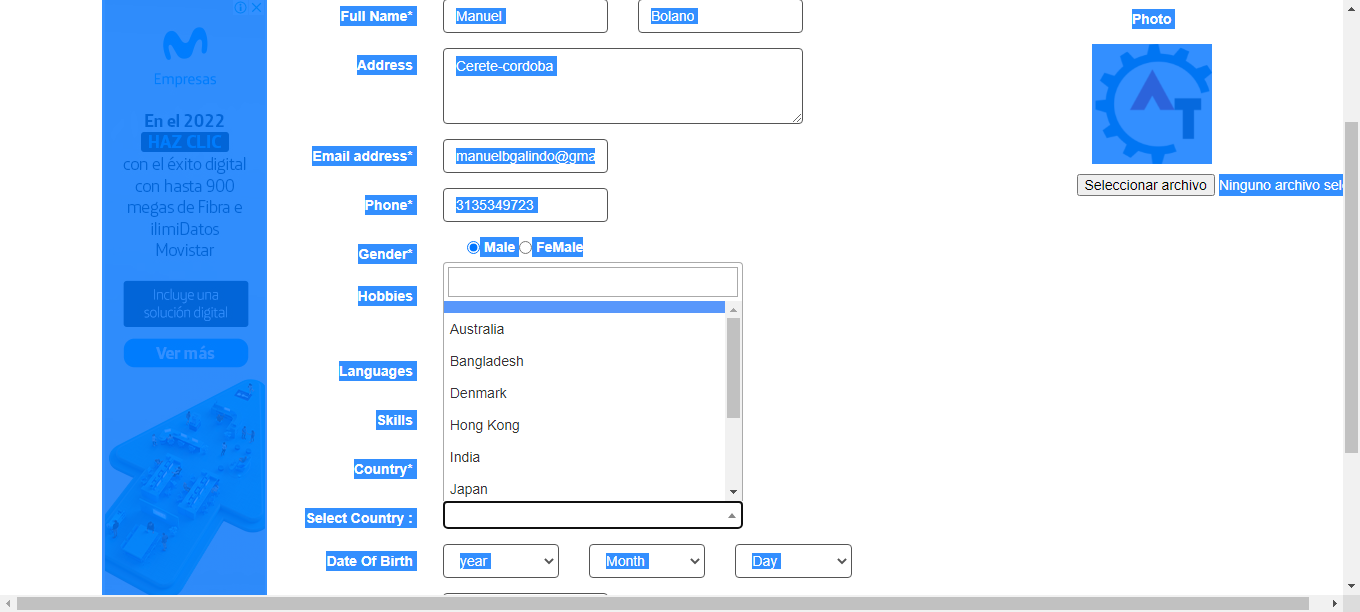 Full Name*
Manuel
Bolano
Photo
Address
Cerete-cordoba
Empresas
En el 2022
HAZ CLIC
con el éxito digital
con hasta 900
megas de Fibra e
ilimiDatos
Movistar
Incluye una
solución digital
Ver más
AT
Seleccionar archivo
Ninguno archivo sel
Email address*
manuelbgalindo@gma
Phone*
3135349723
Gender*
Male
FeMale
Hobbies
Languages
Skills
Country*
Australia
Bangladesh
Denmark
Hong Kong
India
Japan
Select Country :
Date Of Birth
year
Month
Day